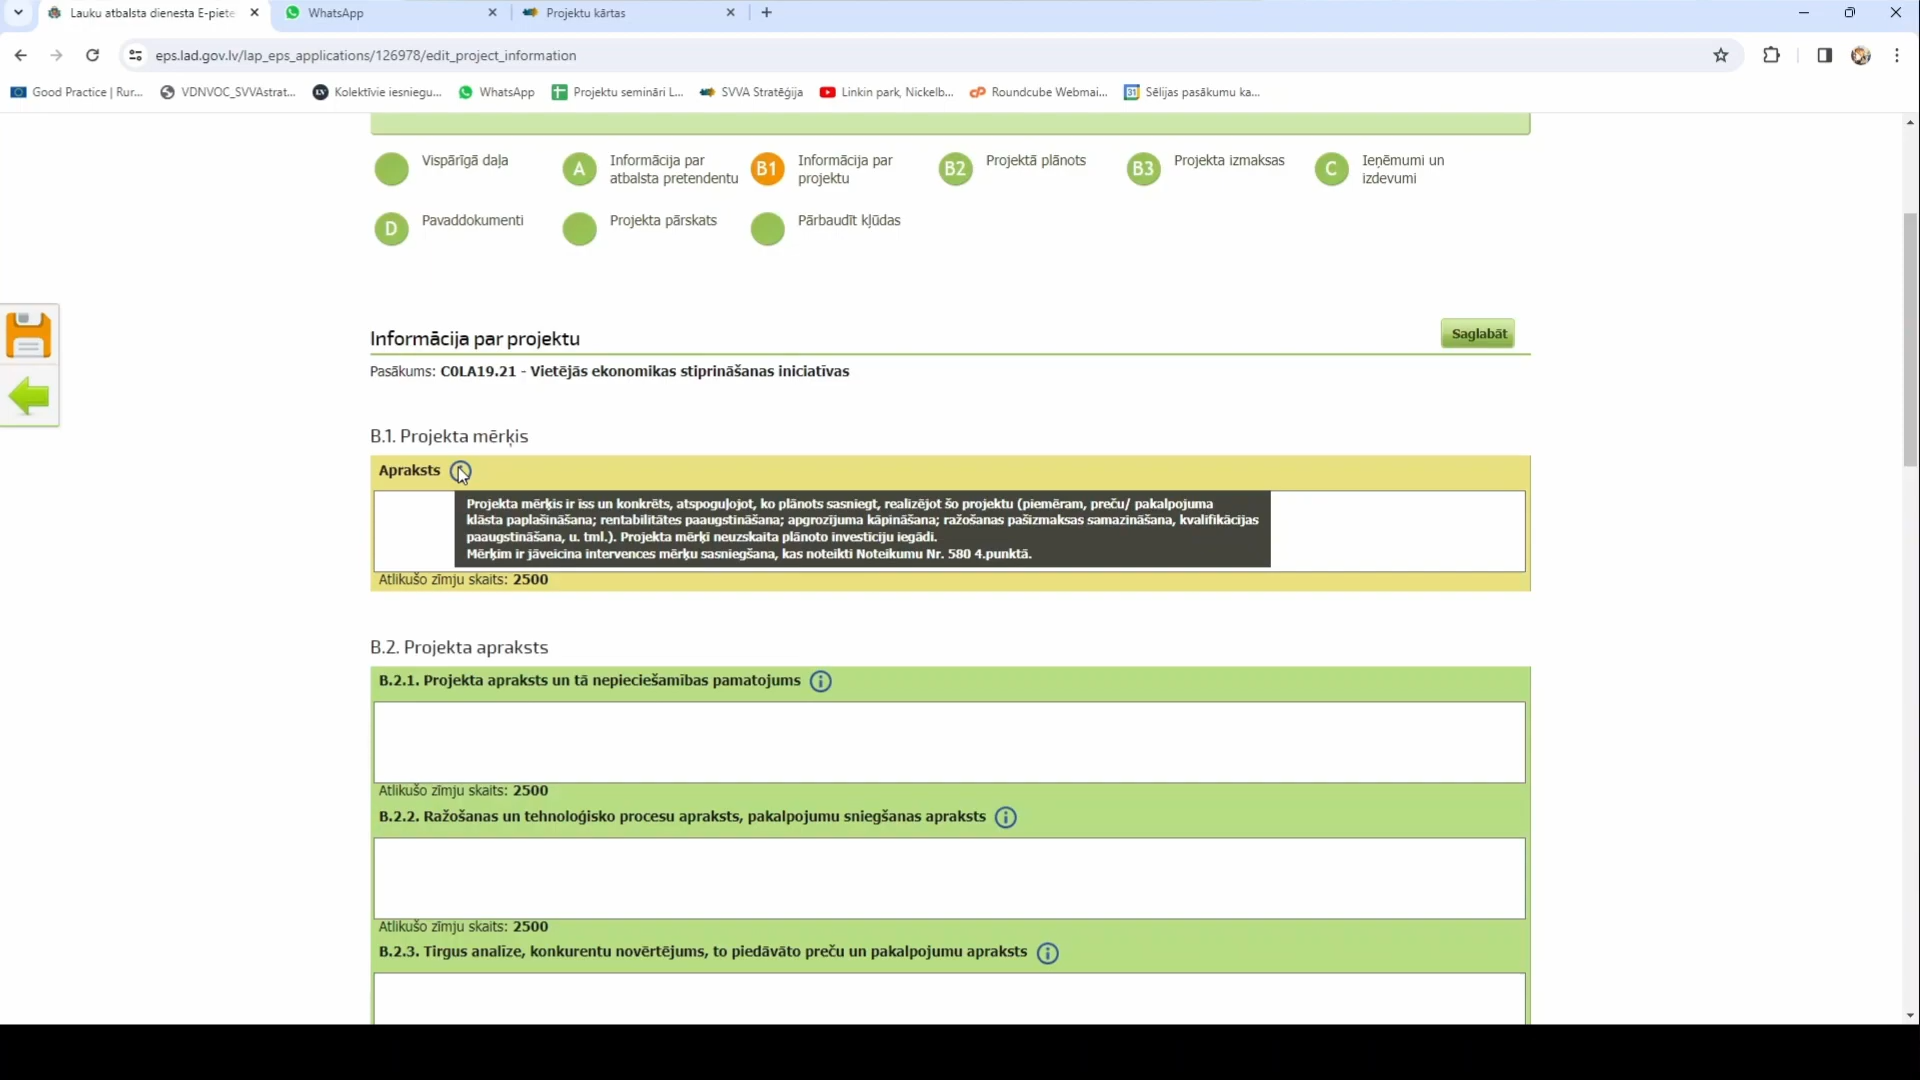 Lauku atbalsta dienesta E-piete
WhatsApp
Projektu kārtas
eps.lad.gov.lv/lap_eps_applications/126978/edit_project_information
Good Practice | Rur...
VDNVOC_SVVAstrat...
Kolektīvie iesniegu...
WhatsApp
Projektu semināri L...
SVVA Stratēģija
Linkin park, Nickelb...
Roundcube Webmai...
Sēlijas pasākumu ka...
Vispārīgā daļa
A Informācija par
atbalsta pretendentu
B1 Informācija par
projektu
B2 Projektā plānots
B3 Projekta izmaksas
C Ieņēmumi un
izdevumi
D Pavaddokumenti
Projekta pārskats
Pārbaudīt kļūdas
Informācija par projektu
Saglabāt
Pasākums: C0LA19.21 - Vietējās ekonomikas stiprināšanas iniciatīvas
B.1. Projekta mērķis
Apraksts
Projekta mērķis ir īss un konkrēts, atspoguļojot, ko plānots sasniegt, realizējot šo projektu (piemēram, preču/ pakalpojuma
klāsta paplašināšana; rentabilitātes paaugstināšana; apgrozījuma kāpināšana; ražošanas pašizmaksas samazināšana, kvalifikācijas
paaugstināšana, u. tml.). Projekta mērķī neuzskaita plānoto investīciju iegādi.
Mērķim ir jāveicina intervences mērķu sasniegšana, kas noteikti Noteikumu Nr. 580 4.punktā.
Atlikušo zīmju skaits: 2500
B.2. Projekta apraksts
B.2.1. Projekta apraksts un tā nepieciešamības pamatojums
Atlikušo zīmju skaits: 2500
B.2.2. Ražošanas un tehnoloģisko procesu apraksts, pakalpojumu sniegšanas apraksts
Atlikušo zīmju skaits: 2500
B.2.3. Tirgus analīze, konkurentu novērtējums, to piedāvāto preču un pakalpojumu apraksts